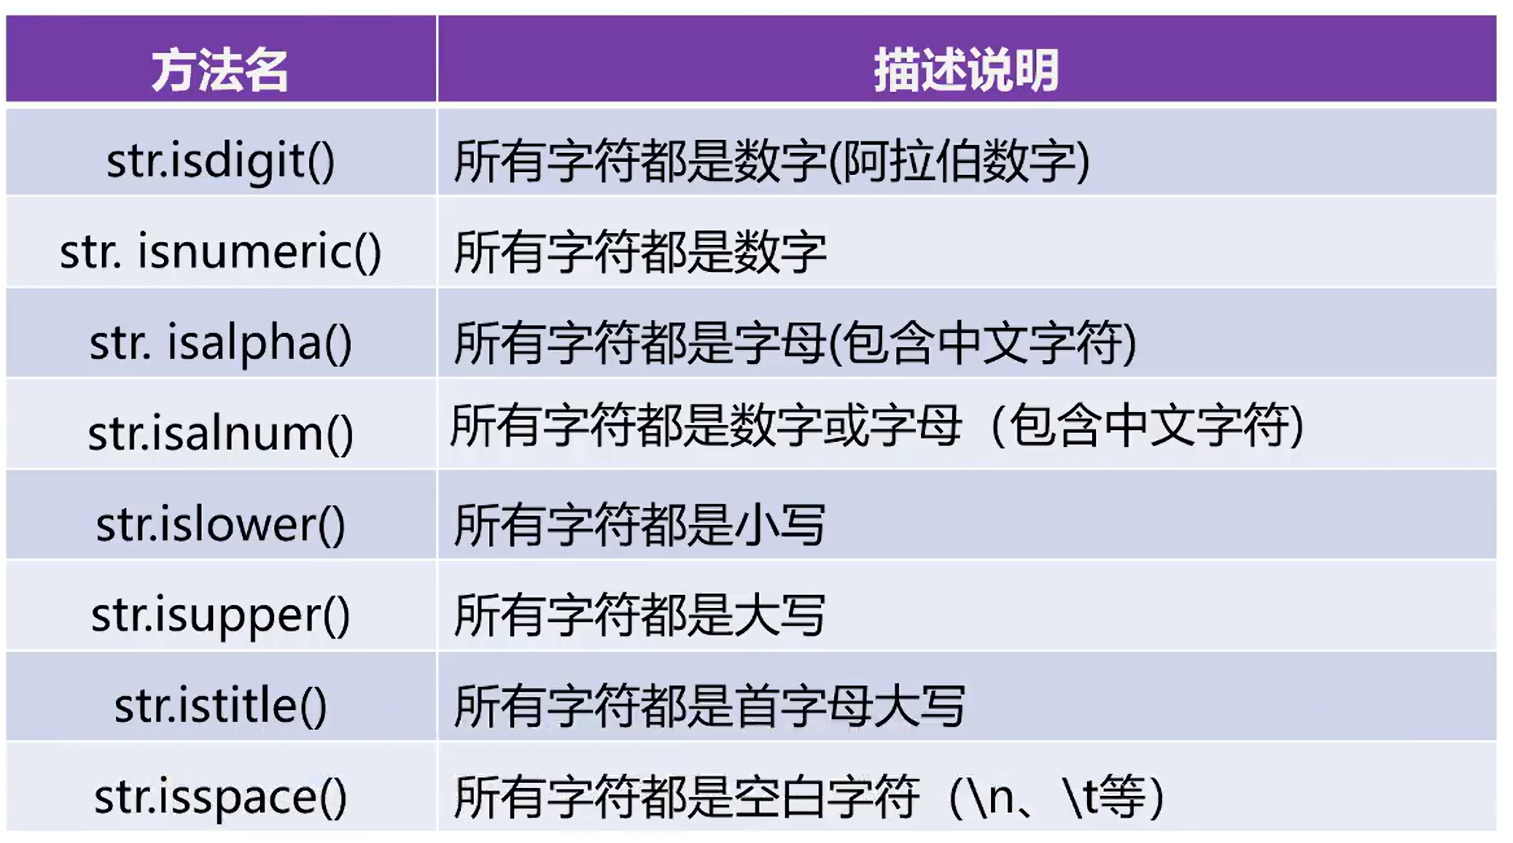 方法名 描述说明
str.isdigit() 所有字符都是数字(阿拉伯数字)
str. isnumeric() 所有字符都是数字
str. isalpha() 所有字符都是字母(包含中文字符)
str.isalnum() 所有字符都是数字或字母（包含中文字符)
str.islower() 所有字符都是小写
str.isupper() 所有字符都是大写
str.istitle() 所有字符都是首字母大写
str.isspace() 所有字符都是空白字符（\n、\t等）